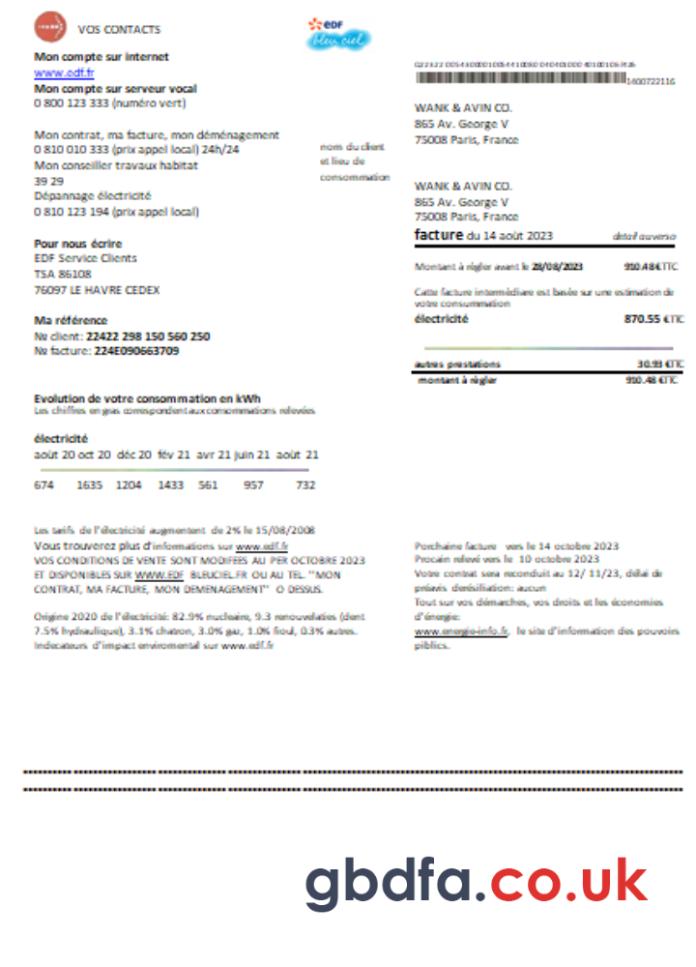 VOS CONTACTS
Mon compte sur internet
www.edf.fr
Mon compte sur serveur vocal
0 800 123 333 (numéro vert)
Mon contrat, ma facture, mon déménagement
0 810 010 333 (prix appel local) 24h/24
Mon conseiller travaux habitat
39 29
Dépannage électricité
0 810 123 194 (prix appel local)
Pour nous écrire
EDF Service Clients
TSA 86108
76097 LE HAVRE CEDEX
Ma référence
№ client: 22422 298 150 560 250
№ facture: 224E090663709
Evolution de votre consommation en kWh
Les chiffres en gras correspondent aux consommations relevées
électricité
août 20 oct 20 déc 20 fév 21 avr 21 juin 21 août 21
674 1635 1204 1433 561 957 732
edf
bleu ciel
nom du client
et lieu de
consommation
1400722116
WANK & AVIN CO.
865 Av. George V
75008 Paris, France
WANK & AVIN CO.
865 Av. George V
75008 Paris, France
facture du 14 août 2023 detail au verso
Montant à régler avant le 28/08/2023 910.48€TTC
Catte facture intermédiare est basée sur une estimation de
votre consummation
électricité 870.55 €TTC
autres prestations 30.93 €TTC
montant à règler 910.48 €TTC
Les tarifs de l'électricité augmentent de 2% le 15/08/2008
Vous trouverez plus d'informations sur www.edf.fr
VOS CONDITIONS DE VENTE SONT MODIFEES AU PER OCTOBRE 2023
ET DISPONIBLES SUR WWW.EDF BLEUCIEL.FR OU AU TEL. "MON
CONTRAT, MA FACTURE, MON DEMENAGEMENT" O DESSUS.
Origine 2020 de l'électricité: 82.9% nucleaire, 9.3 renouvelaties (dent
7.5% hydraulique), 3.1% chatron, 3.0% gaz, 1.0% fioul, 0.3% autres.
Indecateurs d'impact enviromental sur www.edf.fr
Porchaine facture vers le 14 octobre 2023
Procain relevé vers le 10 octobre 2023
Votre contrat sera reconduit au 12/ 11/23, délai de
préavis derésiliation: aucun
Tout sur vos démarches, vos droits et les économies
d'énergie:
www.energie-info.fr, le site d'information des pouvoirs
piblics.
gbdfa.co.uk